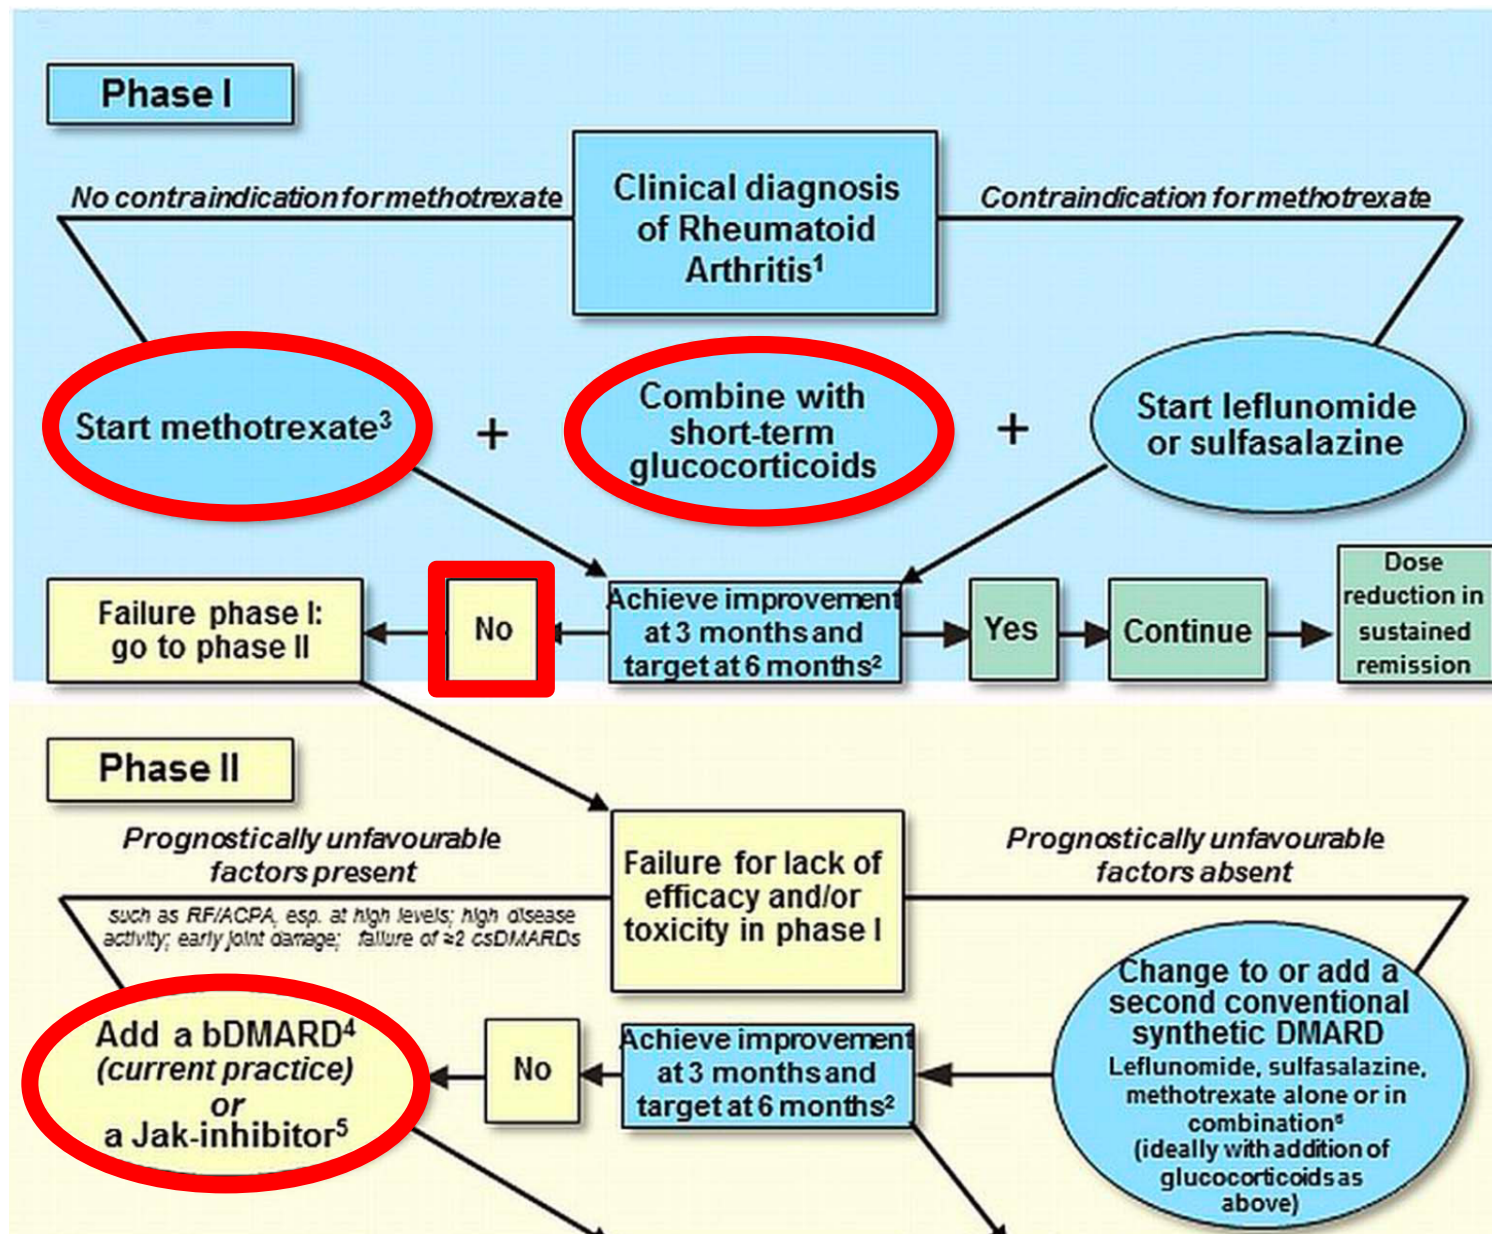 Phase I
No contraindication for methotrexate
Clinical diagnosis
of Rheumatoid
Arthritis¹
Contraindication for methotrexate
Start methotrexate³
+
Combine with
short-term
glucocorticoids
+
Start leflunomide
or sulfasalazine
Failure phase I:
go to phase II
No
Achieve improvement
at 3 months and
target at 6 months²
Yes
Continue
Dose
reduction in
sustained
remission
Phase II
Prognostically unfavourable
factors present
such as RF/ACPA, esp. at high levels; high disease
activity; early joint damage; failure of ≥2 csDMARDs
Failure for lack of
efficacy and/or
toxicity in phase I
Prognostically unfavourable
factors absent
Add a bDMARD⁴
(current practice)
or
a Jak-inhibitor⁵
No
Achieve improvement
at 3 months and
target at 6 months²
Change to or add a
second conventional
synthetic DMARD
Leflunomide, sulfasalazine,
methotrexate alone or in
combination⁶
(ideally with addition of
glucocorticoids as
above)